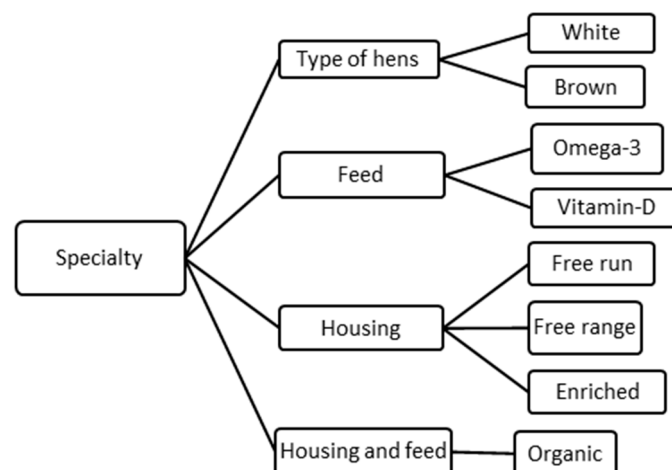 Specialty
Type of hens
White
Brown
Feed
Omega-3
Vitamin-D
Housing
Free run
Free range
Enriched
Housing and feed
Organic